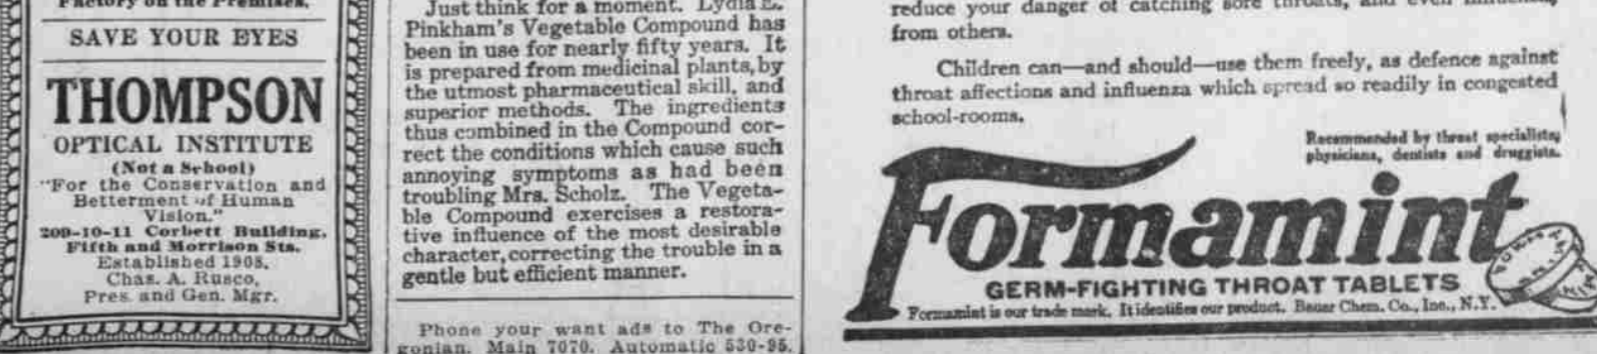 Factory on the Premises.
SAVE YOUR EYES
THOMPSON
OPTICAL INSTITUTE
(Not a School)
"For the Conservation and
Betterment of Human
Vision."
209-10-11 Corbett Building,
Fifth and Morrison Sts.
Established 1908.
Chas. A. Rusco,
Pres. and Gen. Mgr.
Just think for a moment. Lydia E.
Pinkham's Vegetable Compound has
been in use for nearly fifty years. It
is prepared from medicinal plants, by
the utmost pharmaceutical skill, and
superior methods. The ingredients
thus combined in the Compound cor-
rect the conditions which cause such
annoying symptoms as had been
troubling Mrs. Scholz. The Vegeta-
ble Compound exercises a restora-
tive influence of the most desirable
character, correcting the trouble in a
gentle but efficient manner.
Phone your want ads to The Ore-
gonian. Main 7070. Automatic 530-95.
reduce your danger of catching sore throats, and even influenza,
from others.
Children can—and should—use them freely, as defence against
throat affections and influenza which spread so readily in congested
school-rooms.
Recommended by throat specialists,
physicians, dentists and druggists.
Formamint
GERM-FIGHTING THROAT TABLETS
Formamint is our trade mark. It identifies our product. Bauer Chem. Co., Inc., N.Y.